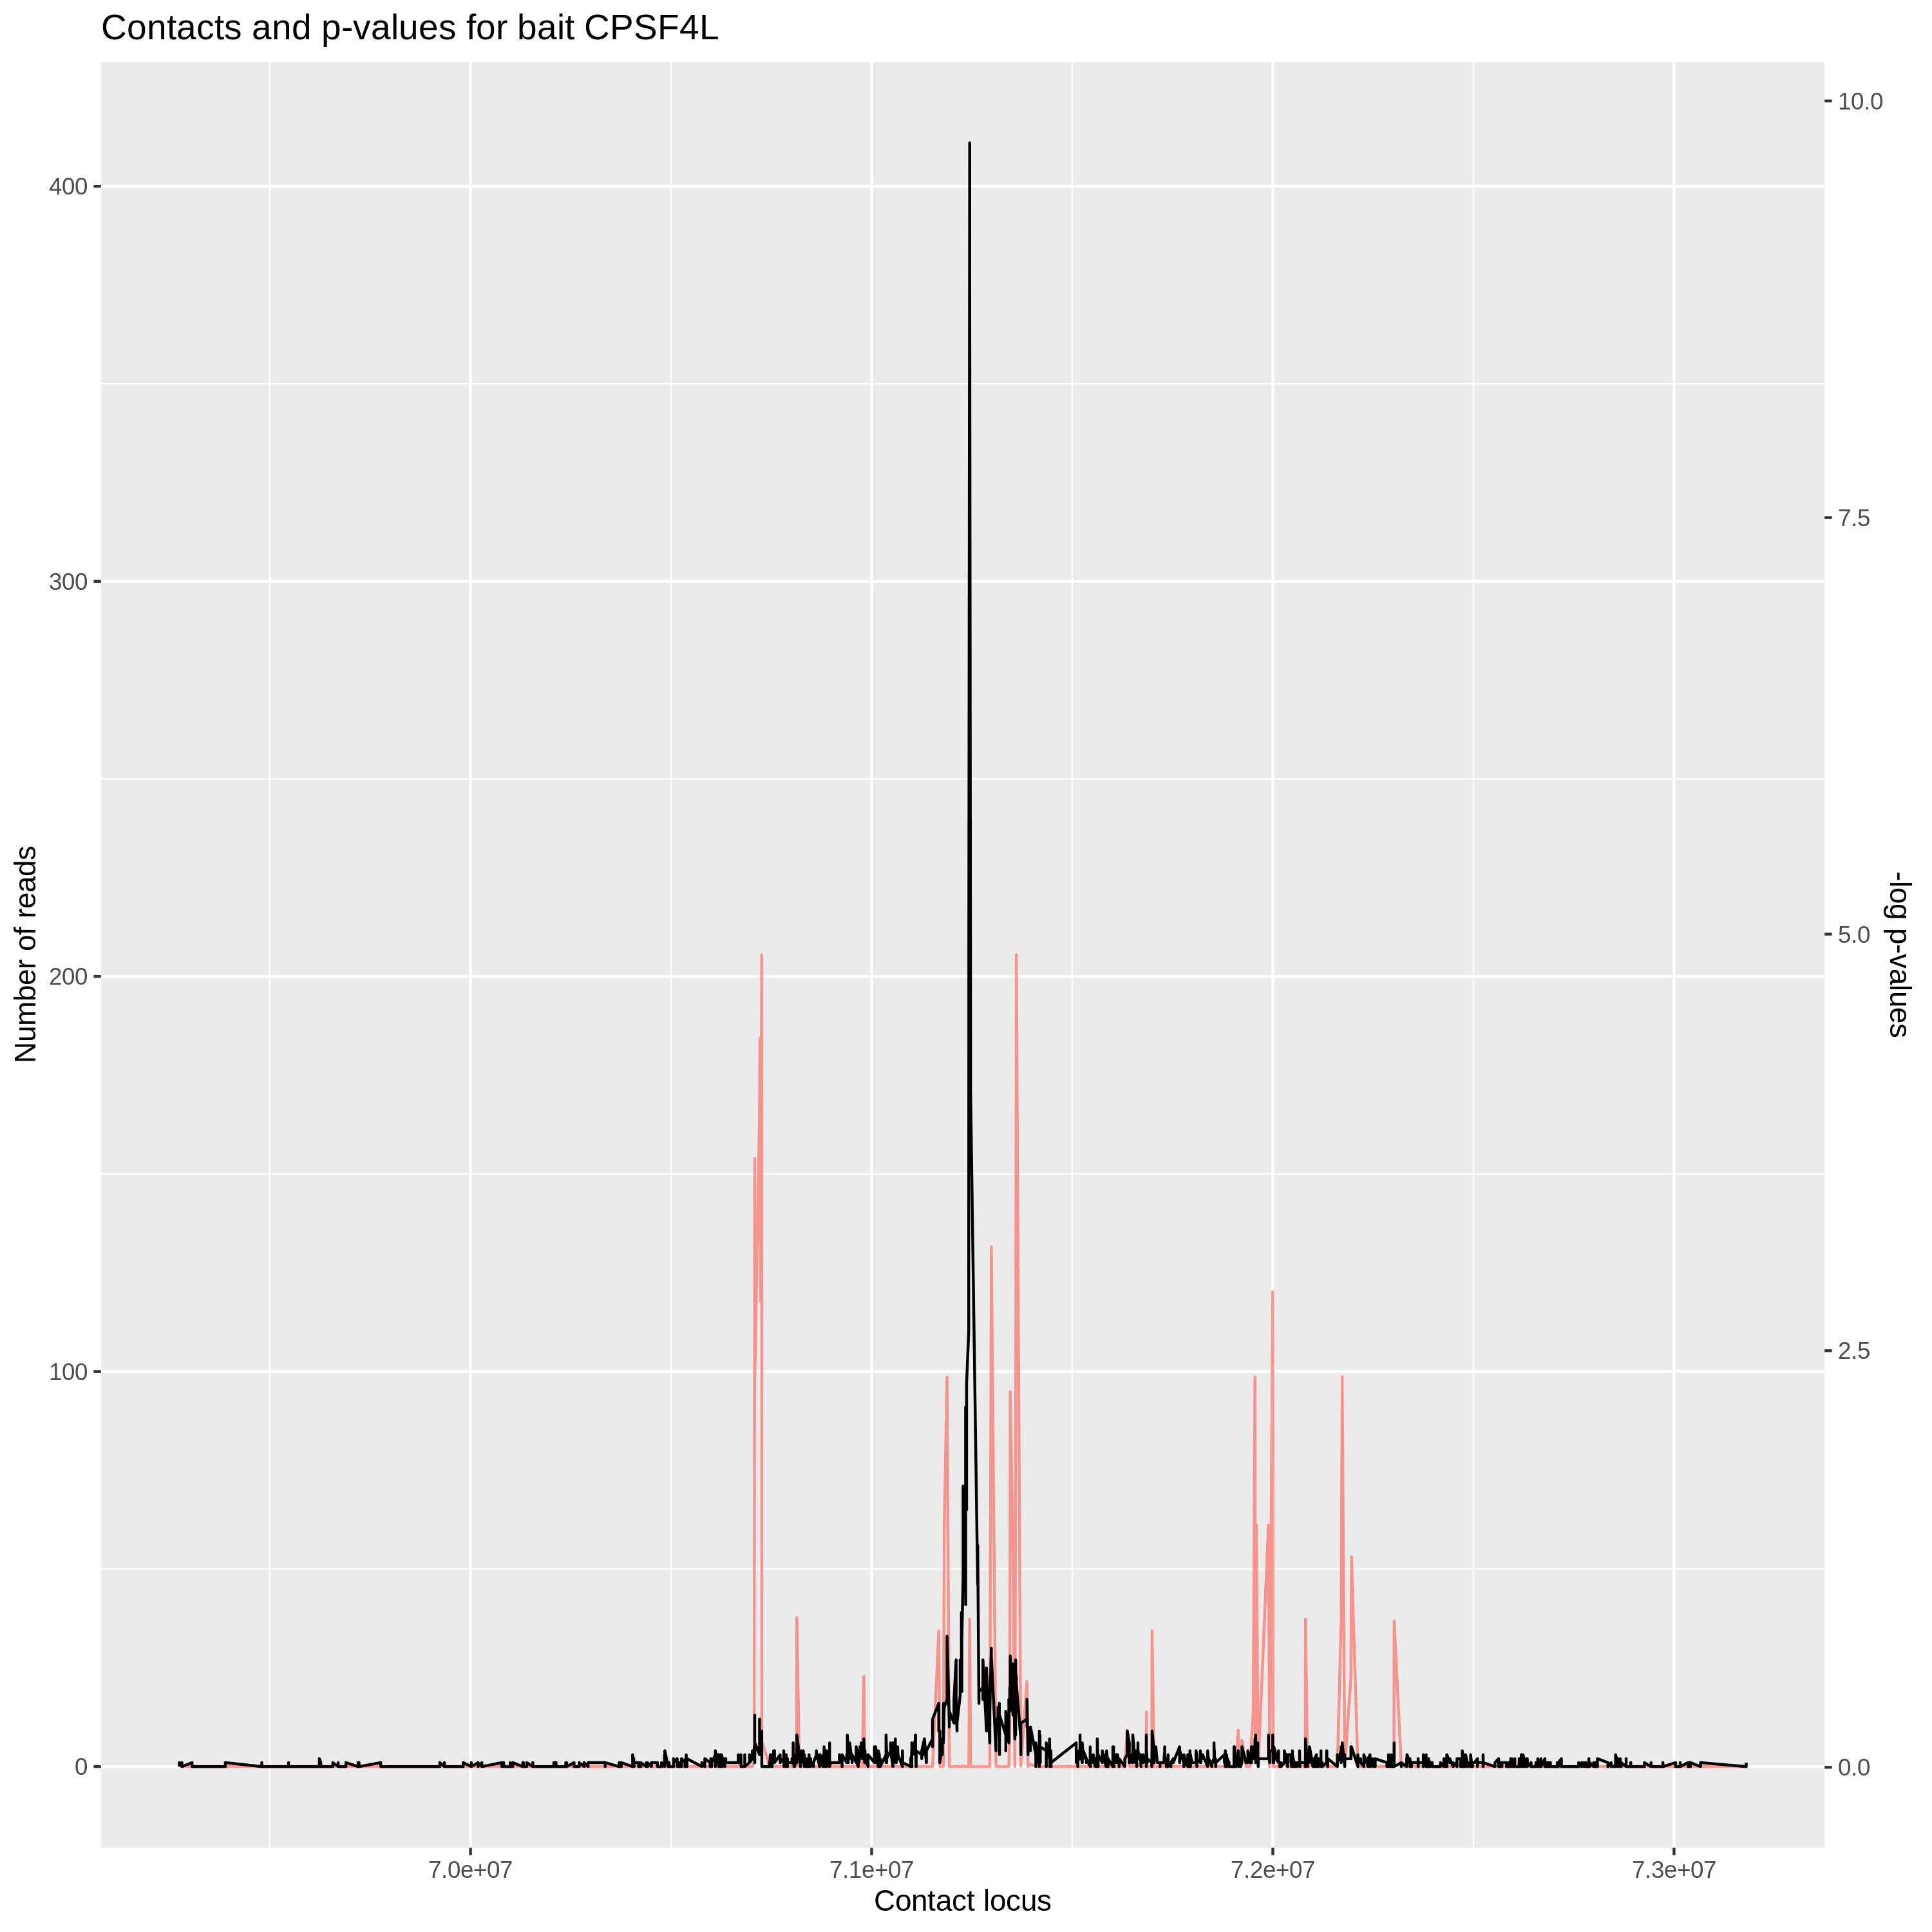 Contacts and p-values for bait CPSF4L
10.0
400
7.5
300
Number of reads
5.0
-log p-values
200
2.5
100
0
0.0
7.0e+07
7.1e+07
7.2e+07
7.3e+07
Contact locus